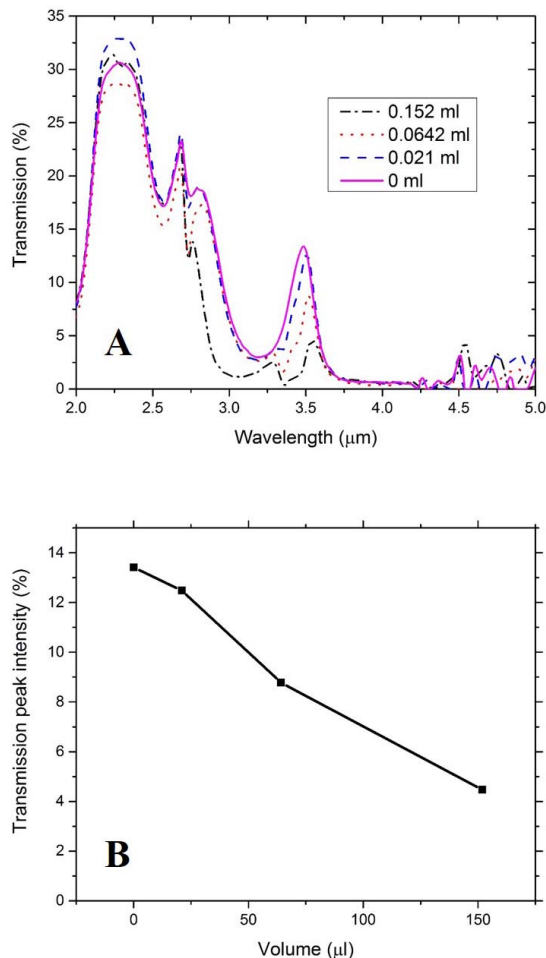 35
30
25
20
15
10
5
0
Transmission (%)
0.152 ml
0.0642 ml
0.021 ml
0 ml
A
2.0 2.5 3.0 3.5 4.0 4.5 5.0
Wavelength (μm)
14
12
10
8
6
4
2
0
Transmission peak intensity (%)
B
0 50 100 150
Volume (μl)